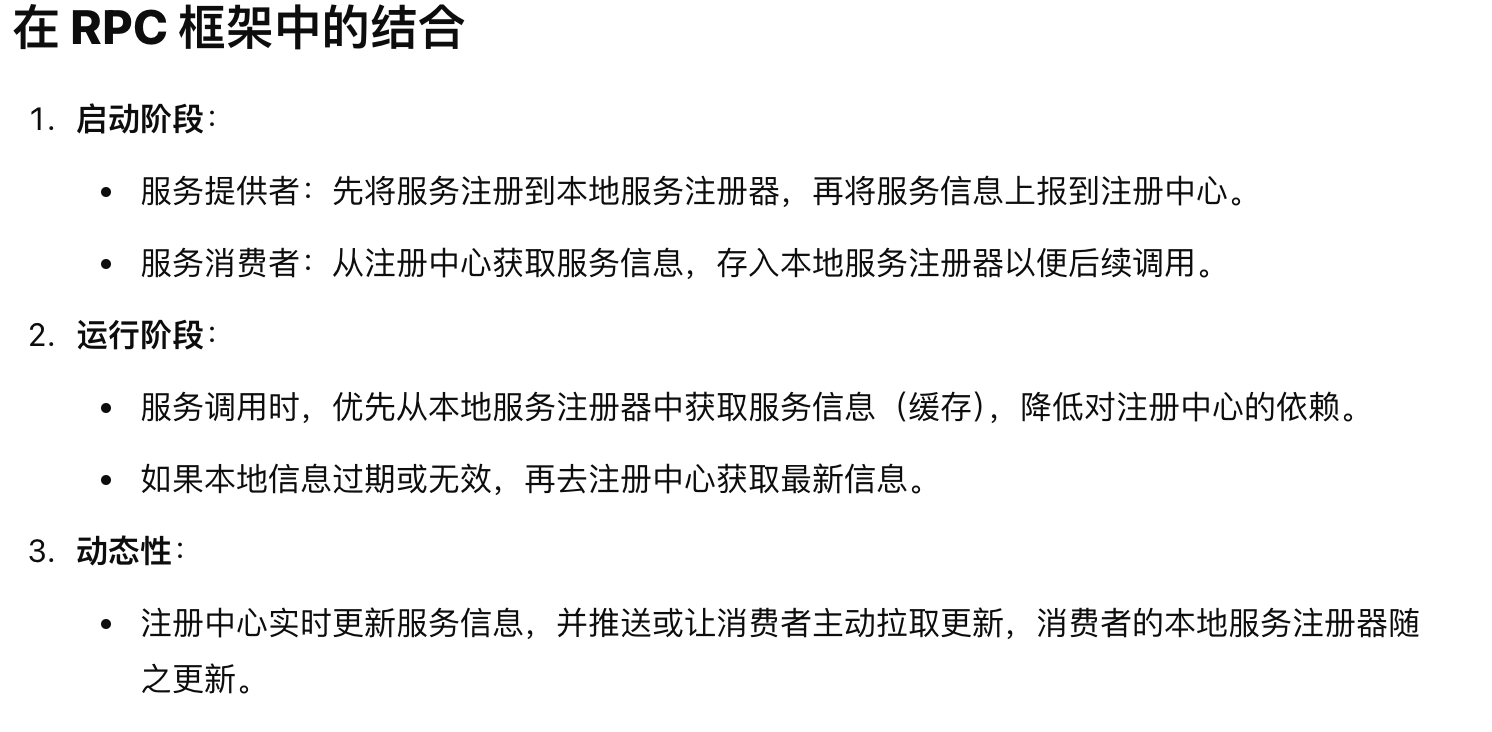 在 RPC 框架中的结合
1. 启动阶段：
• 服务提供者：先将服务注册到本地服务注册器，再将服务信息上报到注册中心。
• 服务消费者：从注册中心获取服务信息，存入本地服务注册器以便后续调用。
2. 运行阶段：
• 服务调用时，优先从本地服务注册器中获取服务信息（缓存），降低对注册中心的依赖。
• 如果本地信息过期或无效，再去注册中心获取最新信息。
3. 动态性：
• 注册中心实时更新服务信息，并推送或让消费者主动拉取更新，消费者的本地服务注册器随
之更新。